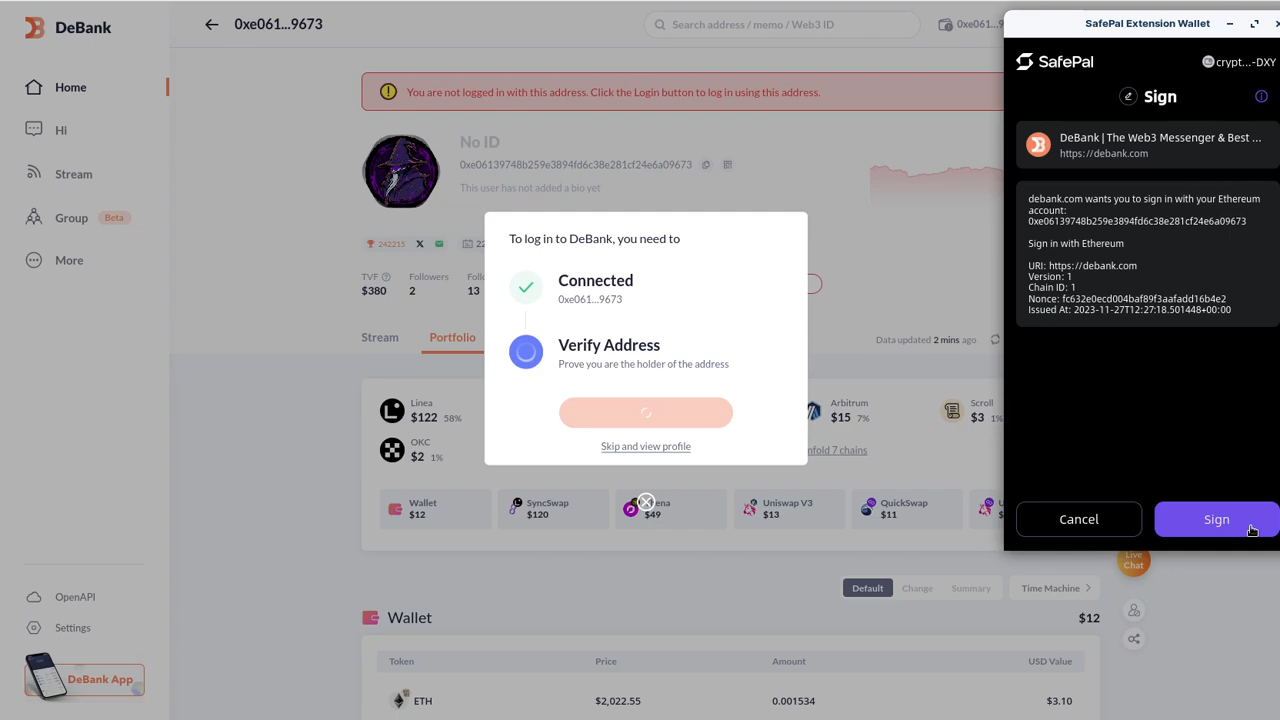 DeBank
0xe061...9673
Search address / memo / Web3 ID
0xe061...9
SafePal Extension Wallet
Home
Hi
Stream
Group
Beta
More
OpenAPI
Settings
DeBank App
You are not logged in with this address. Click the Login button to log in using this address.
No ID
0xe06139748b259e3894fd6c38e281cf24e6a09673
This user has not added a bio yet
242215
22
TVF
Followers
Follo
$380
2
13
Stream
Portfolio
Data updated 2 mins ago
To log in to DeBank, you need to
Connected
0xe061...9673
Verify Address
Prove you are the holder of the address
Skip and view profile
Linea
$122 58%
Arbitrum
$15 7%
Scroll
$3 1%
OKC
$2 1%
nfold 7 chains
Wallet
$12
SyncSwap
$120
ena
$49
Uniswap V3
$13
QuickSwap
$11
U
$
Default
Change
Summary
Time Machine
Wallet
$12
Token
Price
Amount
USD Value
ETH
$2,022.55
0.001534
$3.10
SafePal
crypt...-DXY
Sign
DeBank | The Web3 Messenger & Best ...
https://debank.com
debank.com wants you to sign in with your Ethereum
account:
0xe06139748b259e3894fd6c38e281cf24e6a09673
Sign in with Ethereum
URI: https://debank.com
Version: 1
Chain ID: 1
Nonce: fc632e0ecd004baf89f3aafadd16b4e2
Issued At: 2023-11-27T12:27:18.501448+00:00
Cancel
Sign
Live
Chat